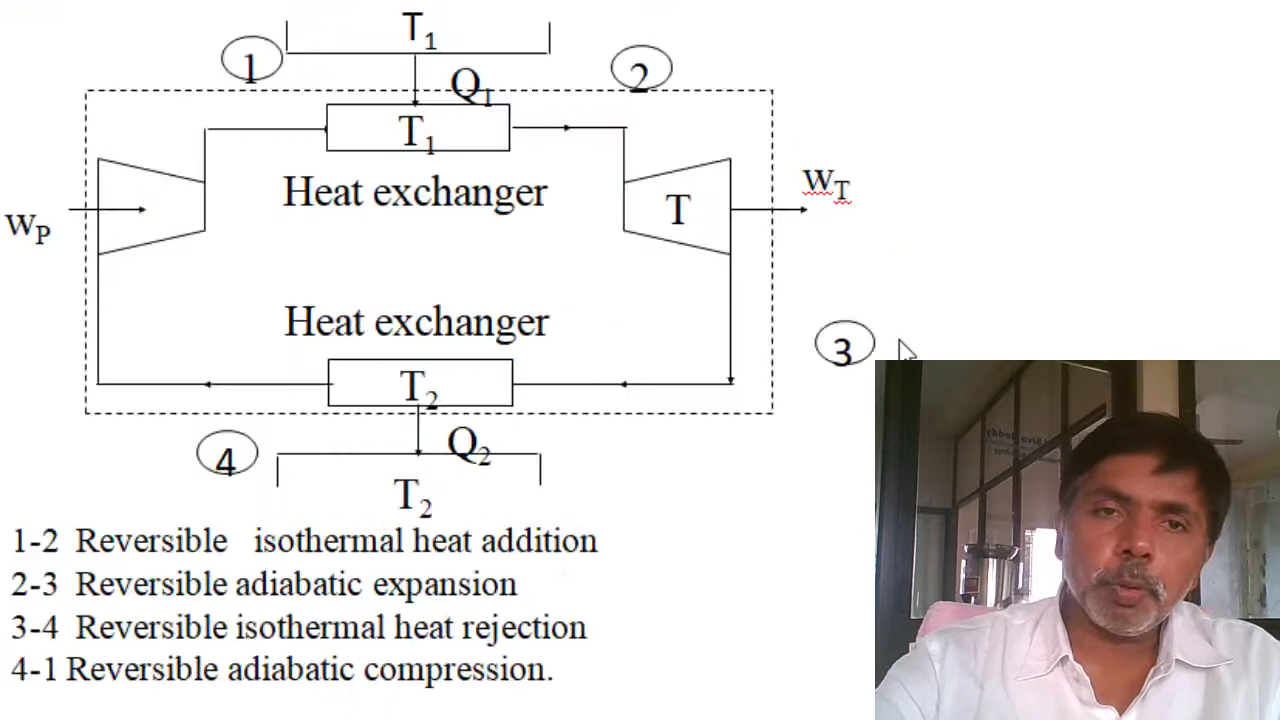 T1
1
2
Q1
T1
Heat exchanger
wP
T
wT
Heat exchanger
3
T2
4
Q2
T2
1-2 Reversible isothermal heat addition
2-3 Reversible adiabatic expansion
3-4 Reversible isothermal heat rejection
4-1 Reversible adiabatic compression.